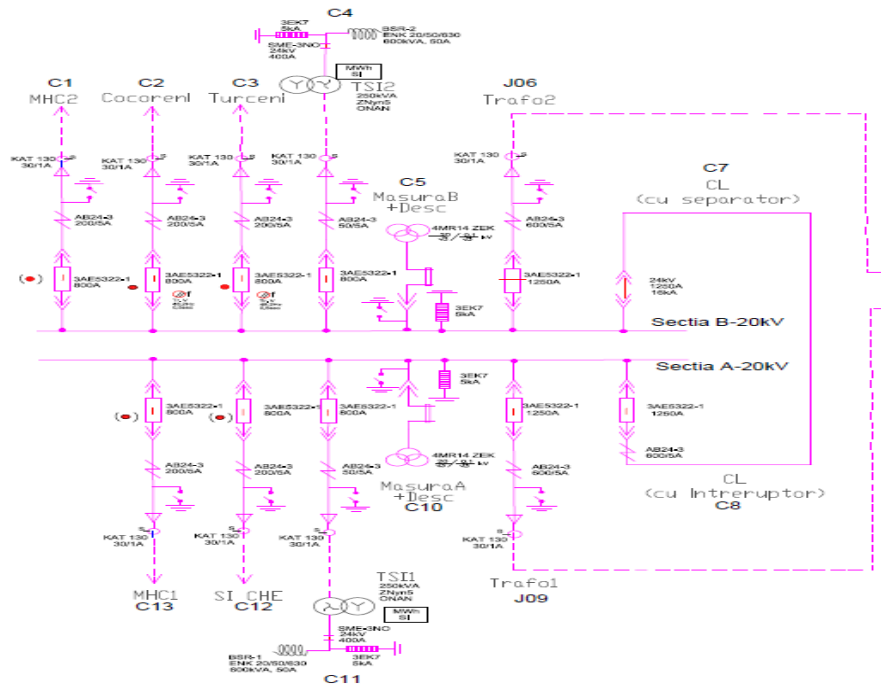 C4
3EK7
5kA
BSR-2
ENK 20/50/630
600kVA, 50A
SME-3NO
24kV
400A
MWh
SI
TSI2
250kVA
ZNyn5
ONAN
C1
MHC2
C2
Cocoreni
C3
Turceni
J06
Trafo2
KAT 130
30/1A
S
KAT 130
30/1A
S
KAT 130
30/1A
S
KAT 130
30/1A
S
KAT 130
30/1A
S
C5
MasuraB
+Desc
C7
CL
(cu separator)
AB24-3
200/5A
AB24-3
200/5A
AB24-3
200/5A
AB24-3
50/5A
4MR14 ZEK
AB24-3
600/5A
3AE5322-1
800A
3AE5322-1
800A
3AE5322-1
800A
3AE5322-1
800A
3EK7
5kA
3AE5322-1
1250A
24kV
1250A
16kA
f
f
Sectia B-20kV
Sectia A-20kV
3EK7
5kA
3AE5322-1
800A
3AE5322-1
800A
3AE5322-1
600A
3AE5322-1
1250A
3AE5322-1
1250A
AB24-3
200/5A
AB24-3
200/5A
AB24-3
50/5A
4MR14 ZEK
AB24-3
600/5A
AB24-3
600/5A
MasuraA
+Desc
C10
CL
(cu Intreruptor)
C8
KAT 130
30/1A
S
KAT 130
30/1A
S
KAT 130
30/1A
S
KAT 130
30/1A
S
MHC1
C13
SI CHE
C12
TSI1
250kVA
ZNyn5
ONAN
MWh
SI
Trafo1
J09
SME-3NO
24kV
400A
BSR-1
ENK 20/50/630
600kVA, 50A
3EK7
5kA
C11